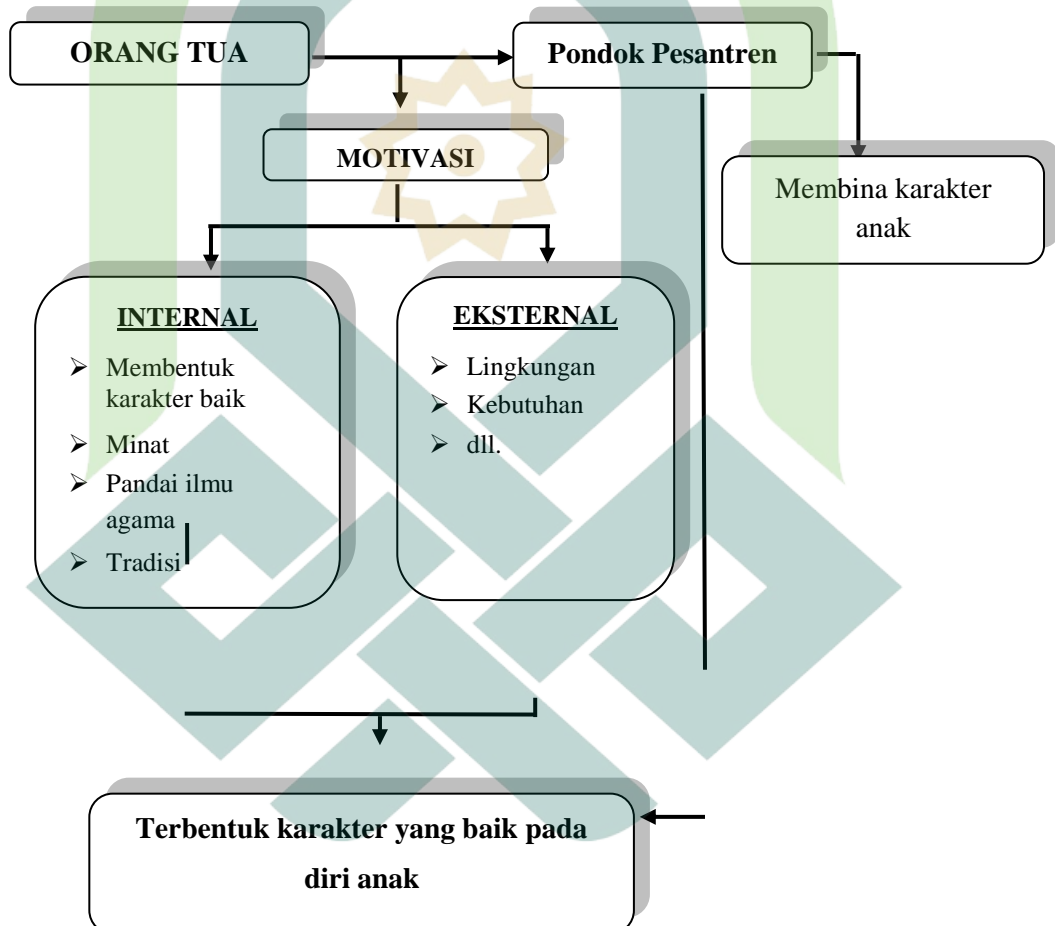 ORANG TUA
Pondok Pesantren
MOTIVASI
Membina karakter
anak
INTERNAL
➢ Membentuk
karakter baik
➢ Minat
➢ Pandai ilmu
agama
➢ Tradisi
EKSTERNAL
➢ Lingkungan
➢ Kebutuhan
➢ dll.
Terbentuk karakter yang baik pada
diri anak